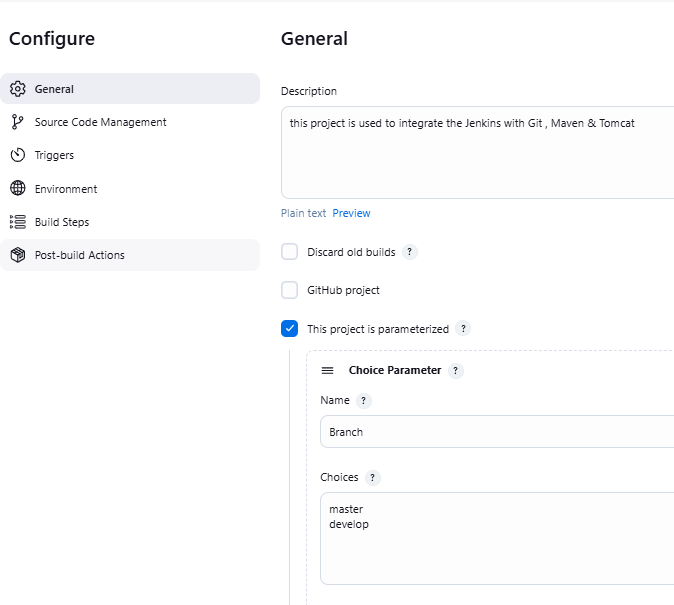 Configure
General
Source Code Management
Triggers
Environment
Build Steps
Post-build Actions
General
Description
this project is used to integrate the Jenkins with Git , Maven & Tomcat
Plain text Preview
Discard old builds ?
GitHub project
This project is parameterized ?
Choice Parameter ?
Name ?
Branch
Choices ?
master
develop